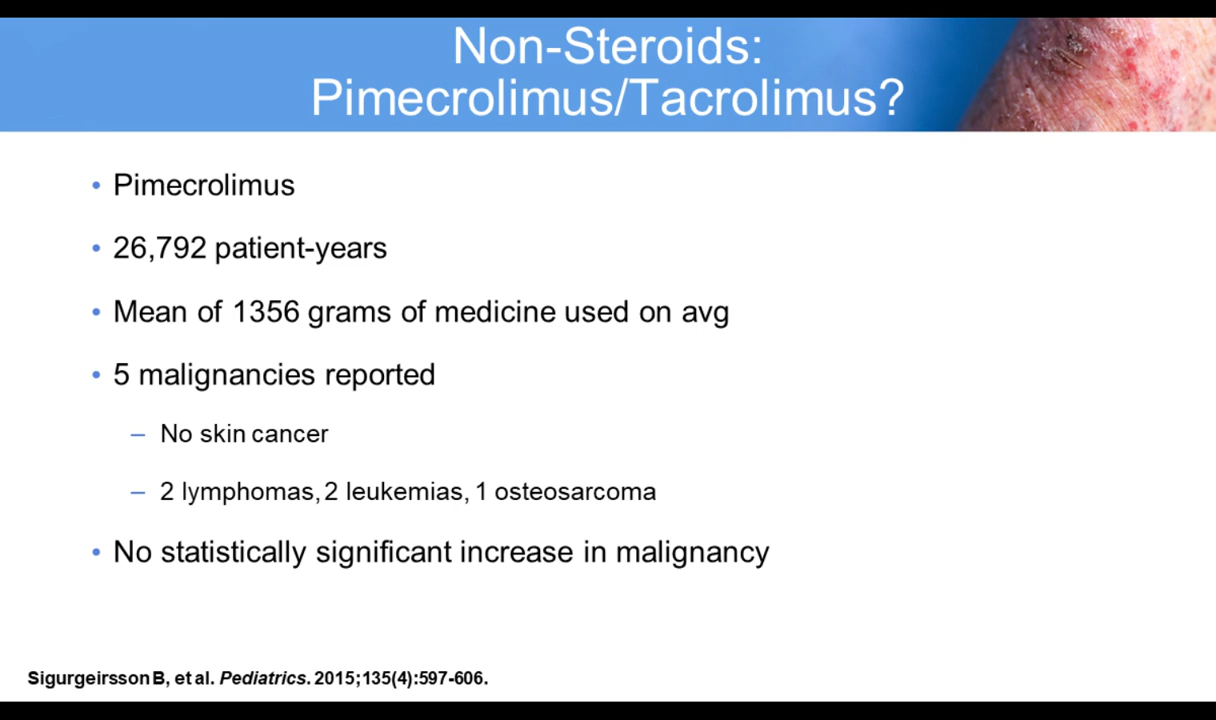 Non-Steroids:
Pimecrolimus/Tacrolimus?
• Pimecrolimus
• 26,792 patient-years
• Mean of 1356 grams of medicine used on avg
• 5 malignancies reported
– No skin cancer
– 2 lymphomas, 2 leukemias, 1 osteosarcoma
• No statistically significant increase in malignancy
Sigurgeirsson B, et al. Pediatrics. 2015;135(4):597-606.